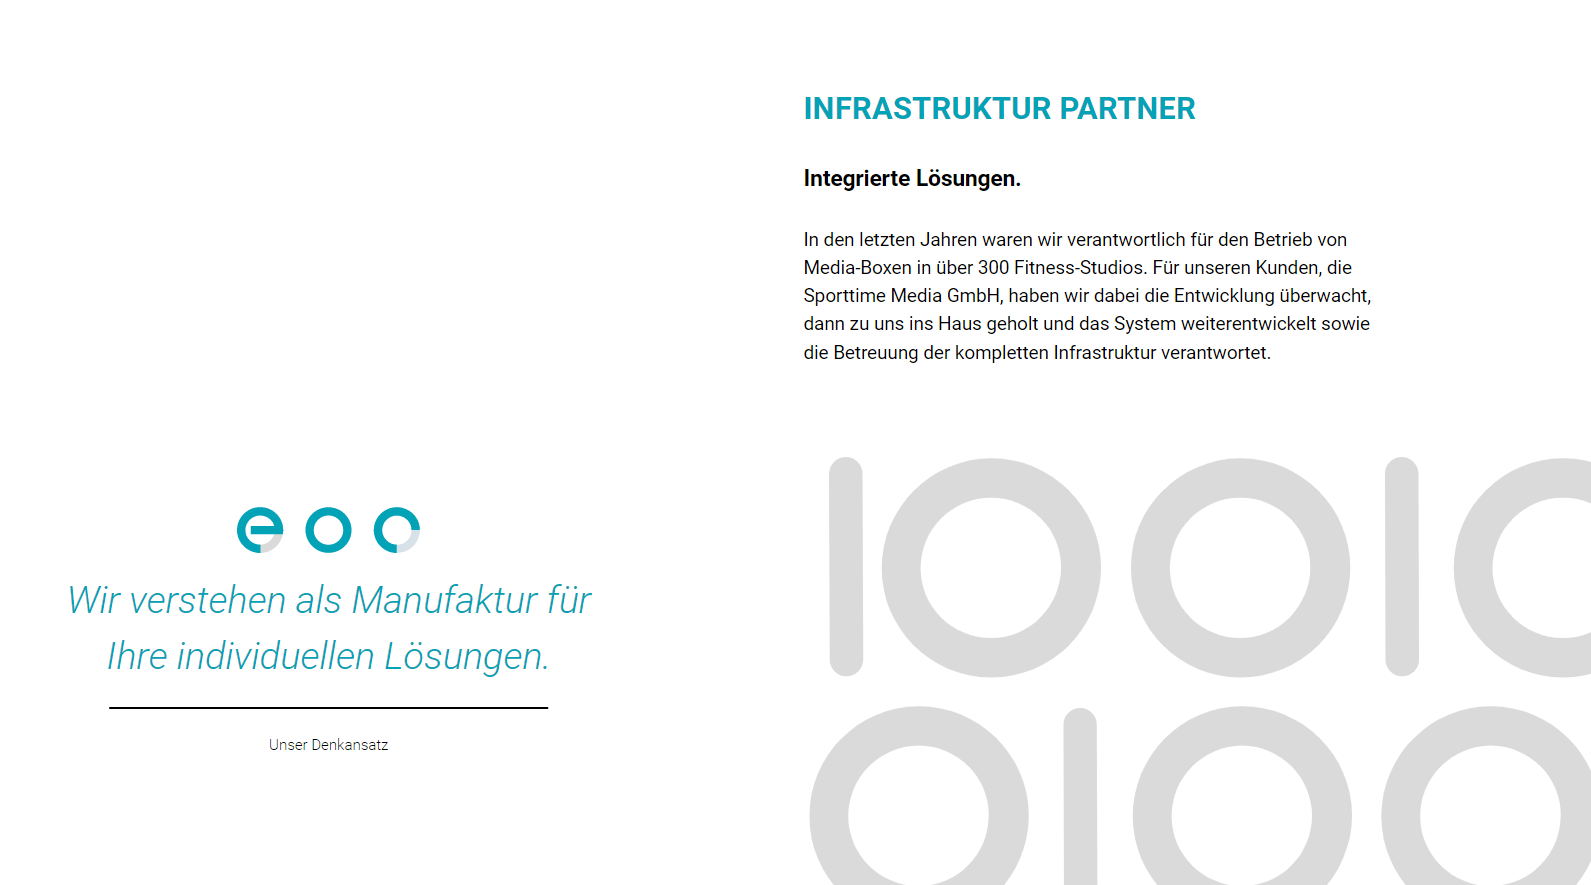 INFRASTRUKTUR PARTNER
Integrierte Lösungen.
In den letzten Jahren waren wir verantwortlich für den Betrieb von
Media-Boxen in über 300 Fitness-Studios. Für unseren Kunden, die
Sporttime Media GmbH, haben wir dabei die Entwicklung überwacht,
dann zu uns ins Haus geholt und das System weiterentwickelt sowie
die Betreuung der kompletten Infrastruktur verantwortet.
eoc
Wir verstehen als Manufaktur für
Ihre individuellen Lösungen.
Unser Denkansatz
10010
0100